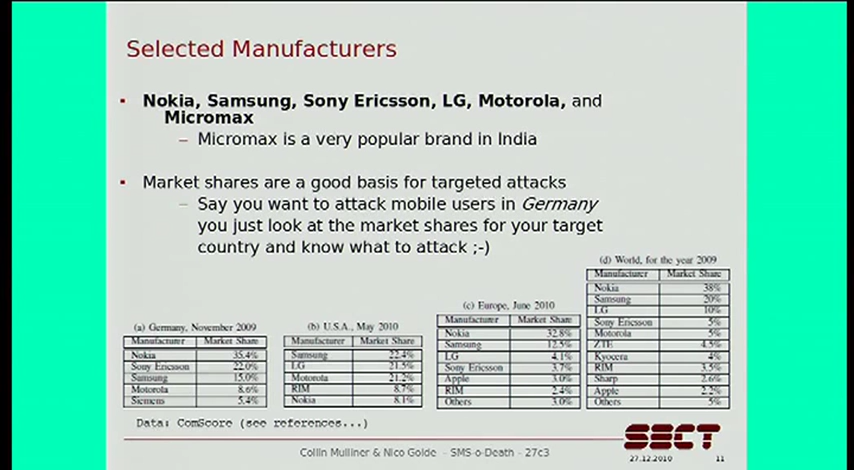 Selected Manufacturers
Nokia, Samsung, Sony Ericsson, LG, Motorola, and
Micromax
– Micromax is a very popular brand in India
Market shares are a good basis for targeted attacks
– Say you want to attack mobile users in Germany
you just look at the market shares for your target
country and know what to attack ;-)
(a) Germany, November 2009
Manufacturer Market Share
Nokia 35.4%
Sony Ericsson 22.0%
Samsung 15.0%
Motorola 8.6%
Siemens 5.4%
(b) U.S.A., May 2010
Manufacturer Market Share
Samsung 22.4%
LG 21.5%
Motorola 21.2%
RIM 8.7%
Nokia 8.1%
(c) Europe, June 2010
Manufacturer Market Share
Nokia 32.8%
Samsung 12.5%
LG 4.1%
Sony Ericsson 3.7%
Apple 3.0%
RIM 2.4%
Others 3.0%
(d) World, for the year 2009
Manufacturer Market Share
Nokia 38%
Samsung 20%
LG 10%
Sony Ericsson 5%
Motorola 5%
ZTE 4.5%
Kyocera 4%
RIM 3.5%
Sharp 2.6%
Apple 2.2%
Others 5%
Data: ComScore (see references...)
SECT
Collin Mulliner & Nico Golde - SMS-o-Death - 27c3
27.12.2010 11